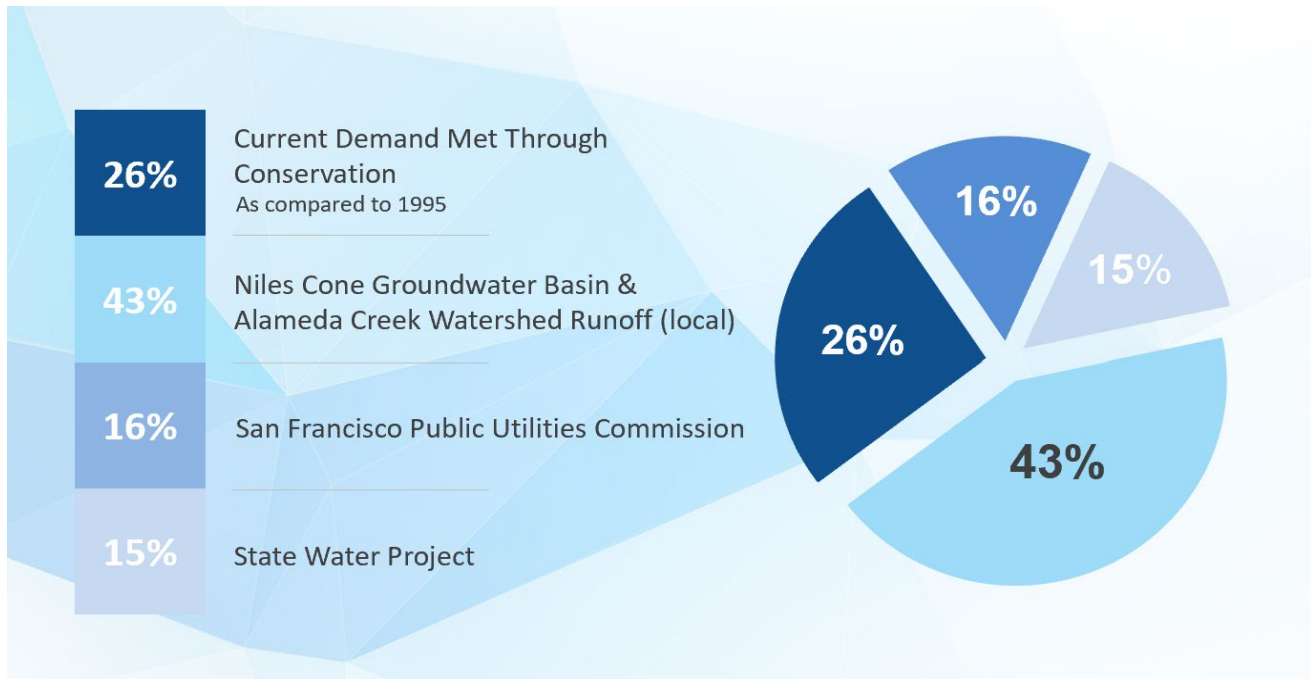 26%
Current Demand Met Through
Conservation
As compared to 1995
43%
Niles Cone Groundwater Basin &
Alameda Creek Watershed Runoff (local)
16%
San Francisco Public Utilities Commission
15%
State Water Project
16%
15%
26%
43%